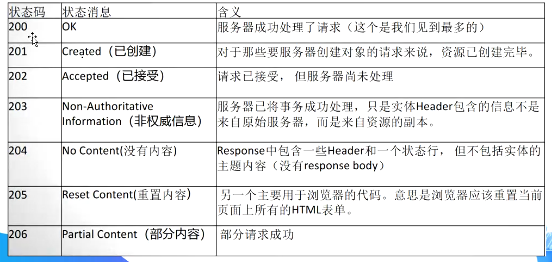 状态码 状态消息 含义
200 OK 服务器成功处理了请求（这个是我们见到最多的）
201 Created（已创建） 对于那些要服务器创建对象的请求来说，资源已创建完毕。
202 Accepted（已接受） 请求已接受， 但服务器尚未处理
203 Non-Authoritative 服务器已将事务成功处理，只是实体Header包含的信息不是
Information（非权威信息） 来自原始服务器，而是来自资源的副本。
204 No Content(没有内容) Response中包含一些Header和一个状态行， 但不包括实体的
主题内容（没有response body）
205 Reset Content(重置内容） 另一个主要用于浏览器的代码。意思是浏览器应该重置当前
页面上所有的HTML表单。
206 Partial Content（部分内容） 部分请求成功